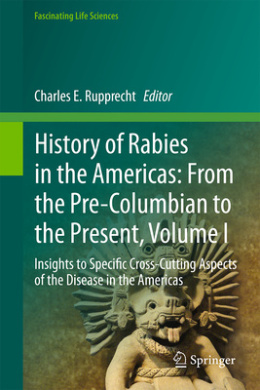 Fascinating Life Sciences
Charles E. Rupprecht Editor
History of Rabies
in the Americas: From
the Pre-Columbian to
the Present, Volume I
Insights to Specific Cross-Cutting Aspects
of the Disease in the Americas
Springer